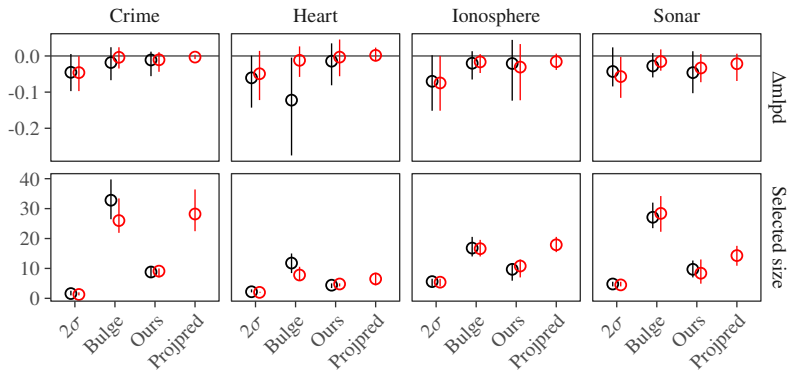 Crime Heart Ionosphere Sonar
0.0
-0.1
-0.2
Δmlpd
40
30
20
10
0
Selected size
2σ Bulge Ours Projpred 2σ Bulge Ours Projpred 2σ Bulge Ours Projpred 2σ Bulge Ours Projpred